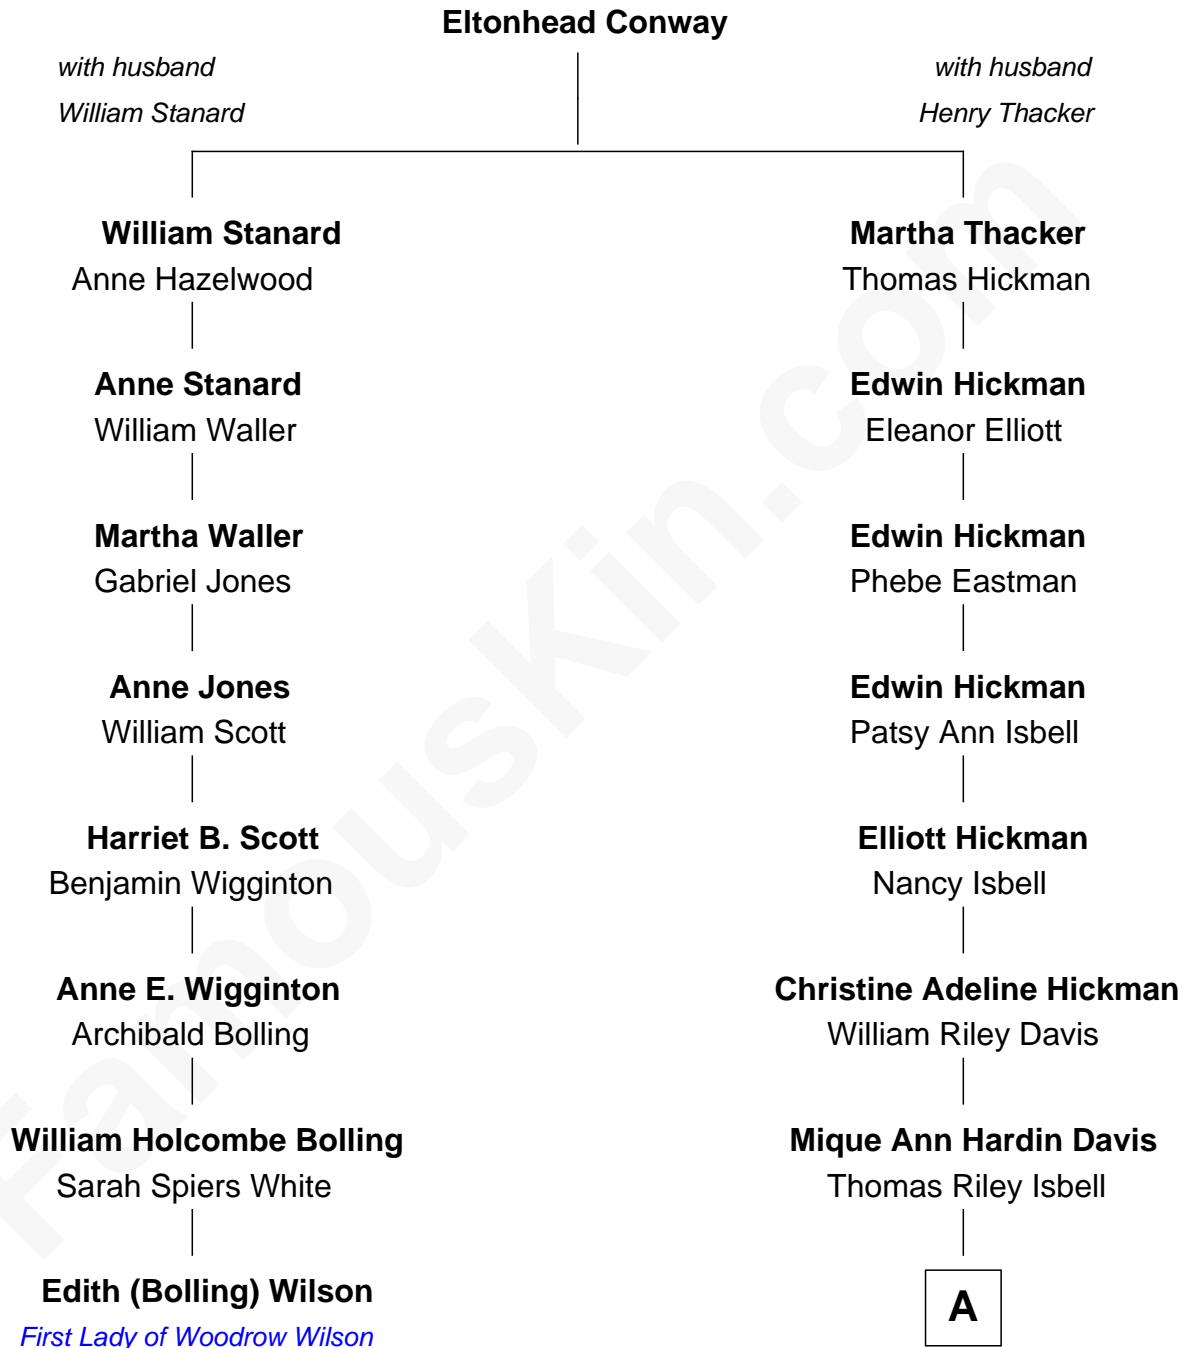 Eltonhead Conway
with husband
William Stanard
with husband
Henry Thacker
William Stanard
Anne Hazelwood
Martha Thacker
Thomas Hickman
Anne Stanard
William Waller
Edwin Hickman
Eleanor Elliott
Martha Waller
Gabriel Jones
Edwin Hickman
Phebe Eastman
Anne Jones
William Scott
Edwin Hickman
Patsy Ann Isbell
Harriet B. Scott
Benjamin Wigginton
Elliott Hickman
Nancy Isbell
Anne E. Wigginton
Archibald Bolling
Christine Adeline Hickman
William Riley Davis
William Holcombe Bolling
Sarah Spiers White
Mique Ann Hardin Davis
Thomas Riley Isbell
Edith (Bolling) Wilson
First Lady of Woodrow Wilson
A
FamousKin.com